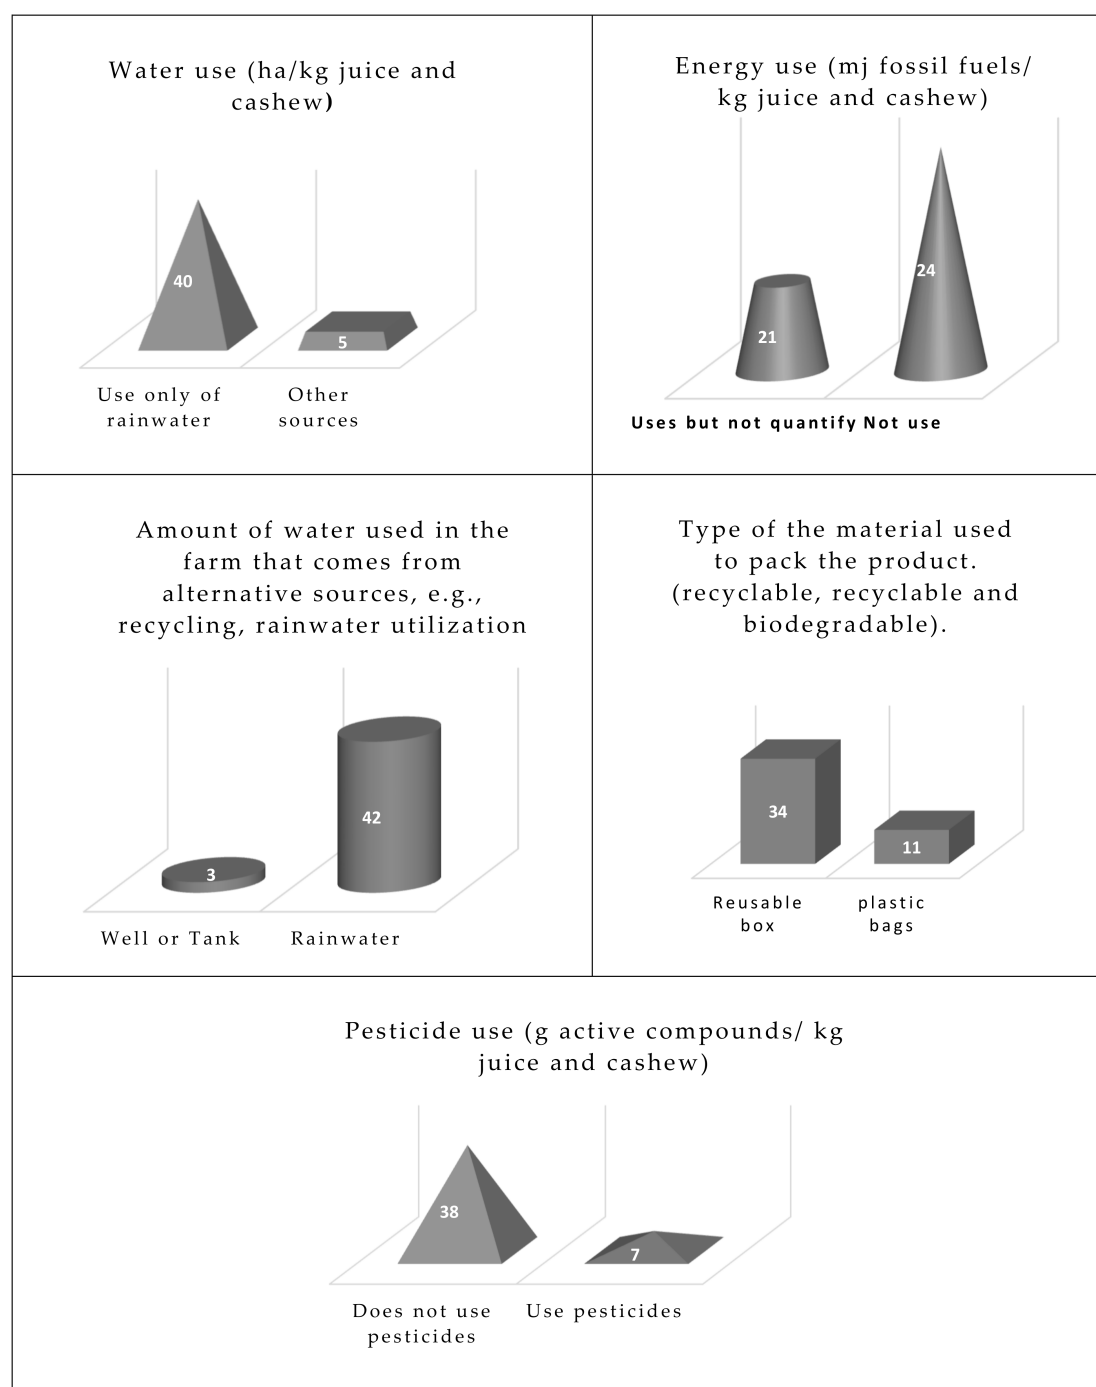 Water use (ha/kg juice and
cashew)
40
5
Use only of
rainwater
Other
sources
Energy use (mj fossil fuels/
kg juice and cashew)
21
24
Uses but not quantify Not use
Amount of water used in the
farm that comes from
alternative sources, e.g.,
recycling, rainwater utilization
3
42
Well or Tank
Rainwater
Type of the material used
to pack the product.
(recyclable, recyclable and
biodegradable).
34
11
Reusable
box
plastic
bags
Pesticide use (g active compounds/ kg
juice and cashew)
38
7
Does not use
pesticides
Use pesticides